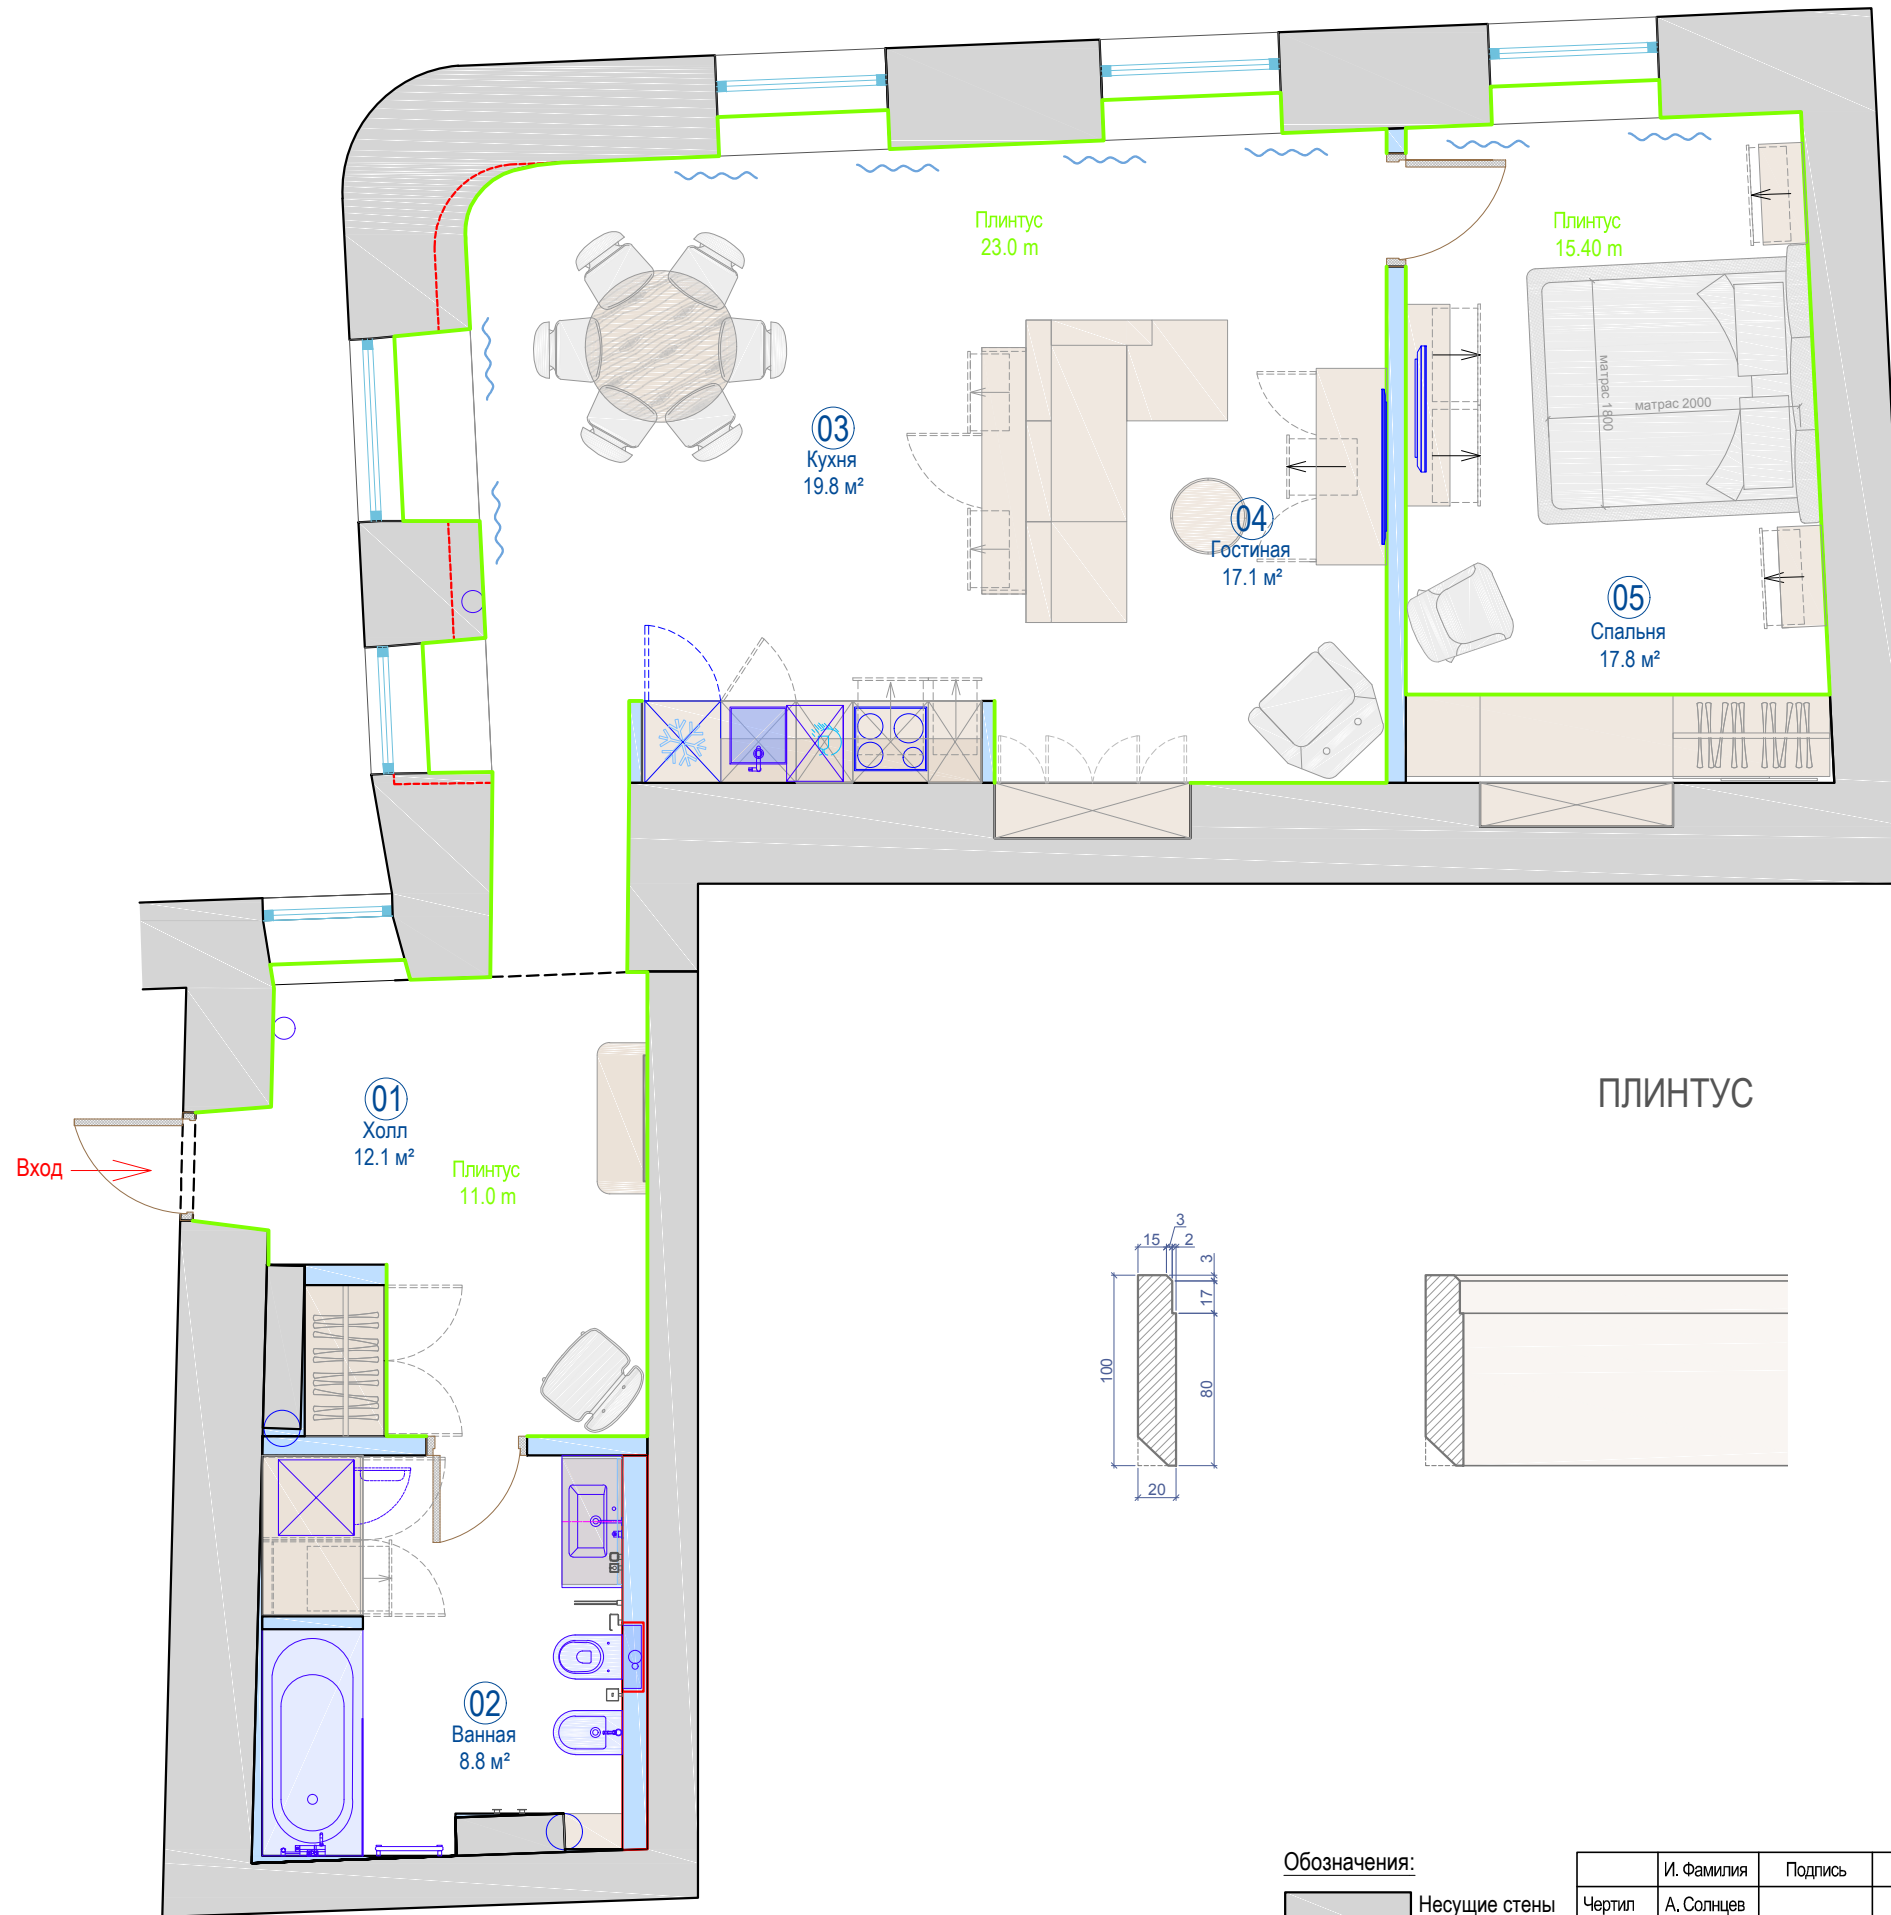 Плинтус
23.0 m
Плинтус
15.40 m
матрас 1800
матрас 2000
03
Кухня
19.8 м²
04
Гостиная
17.1 м²
05
Спальня
17.8 м²
01
Холл
12.1 м²
Вход
Плинтус
11.0 m
ПЛИНТУС
3
15
2
3
17
100
80
20
02
Ванная
8.8 м²
Обозначения:
Несущие стены
И. Фамилия
Подпись
Чертил
А. Солнцев